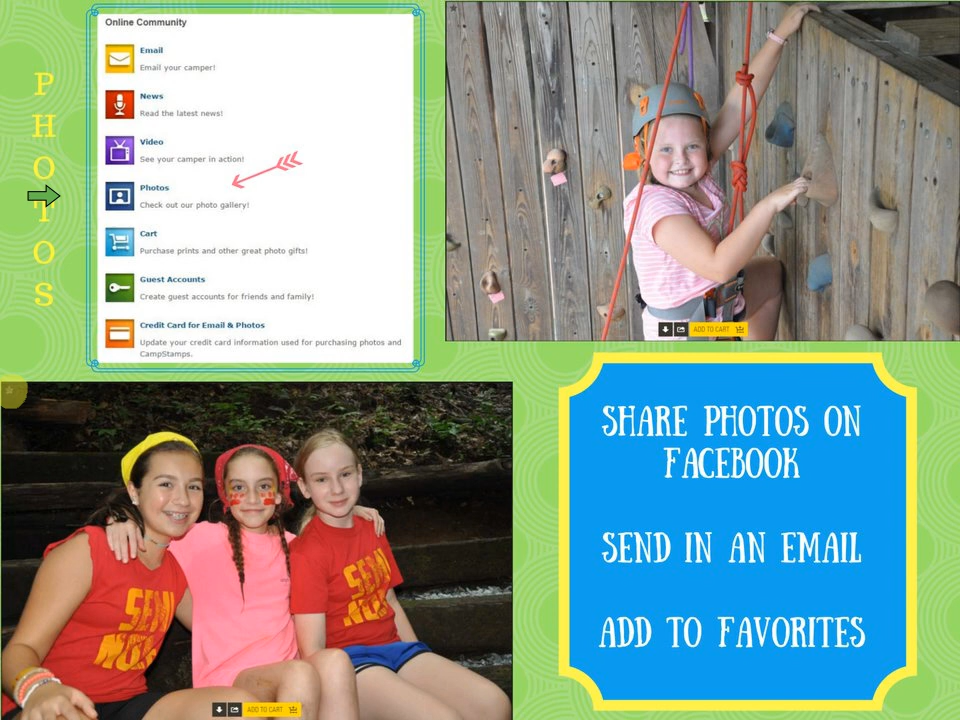 PHOTOS
Online Community
Email
Email your camper!
News
Read the latest news!
Video
See your camper in action!
Photos
Check out our photo gallery!
Cart
Purchase prints and other great photo gifts!
Guest Accounts
Create guest accounts for friends and family!
Credit Card for Email & Photos
Update your credit card information used for purchasing photos and
CampStamps.
ADD TO CART
SEMI
ADD TO CART
SHARE PHOTOS ON
FACEBOOK
SEND IN AN EMAIL
ADD TO FAVORITES